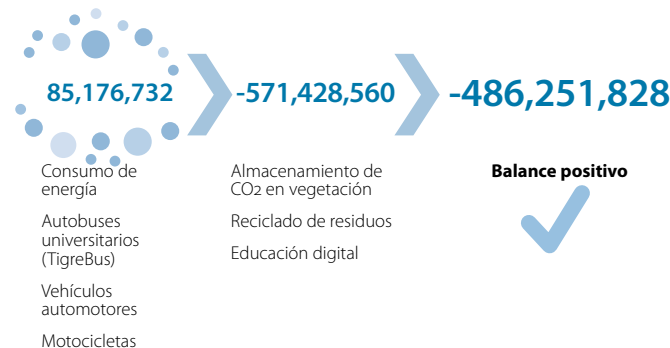 85,176,732
-571,428,560
-486,251,828
Consumo de
energía
Autobuses
universitarios
(TigreBus)
Vehículos
automotores
Motocicletas
Almacenamiento de
CO2 en vegetación
Reciclado de residuos
Educación digital
Balance positivo